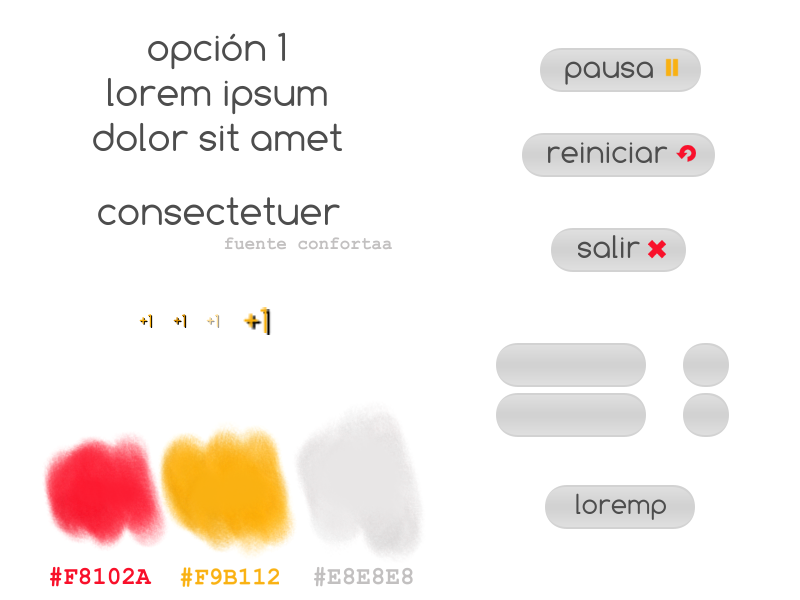 opción 1
lorem ipsum
dolor sit amet
consectetuer
fuente confortaa
+1 +1 +1 +1
#F8102A #F9B112 #E8E8E8
pausa
reiniciar
salir
loremp